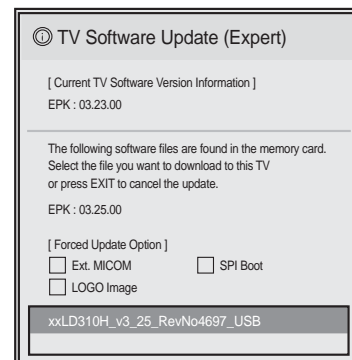 TV Software Update (Expert)
[ Current TV Software Version Information ]
EPK : 03.23.00
The following software files are found in the memory card.
Select the file you want to download to this TV
or press EXIT to cancel the update.
EPK : 03.25.00
[ Forced Update Option ]
Ext. MICOM
SPI Boot
LOGO Image
xxLD310H_v3_25_RevNo4697_USB